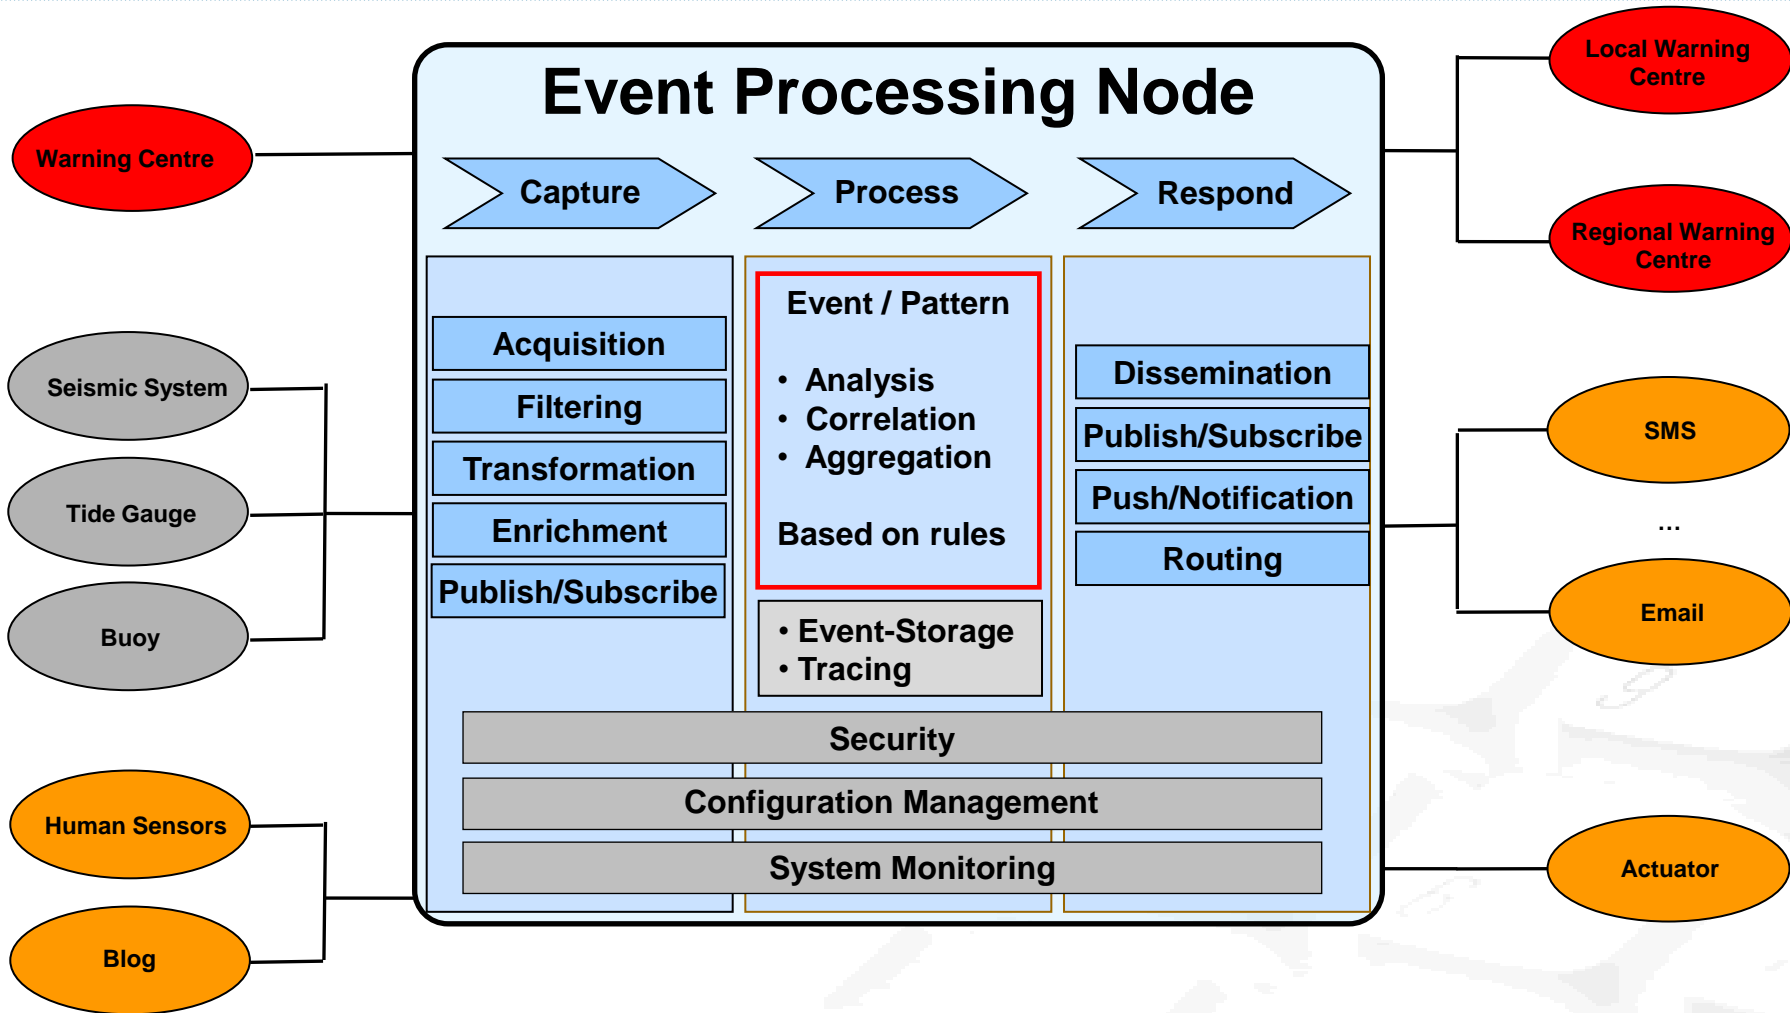 Event Processing Node
Warning Centre
Seismic System
Tide Gauge
Buoy
Human Sensors
Blog
Capture
Acquisition
Filtering
Transformation
Enrichment
Publish/Subscribe
Process
Event / Pattern
• Analysis
• Correlation
• Aggregation
Based on rules
• Event-Storage
• Tracing
Respond
Dissemination
Publish/Subscribe
Push/Notification
Routing
Security
Configuration Management
System Monitoring
Local Warning
Centre
Regional Warning
Centre
SMS
...
Email
Actuator